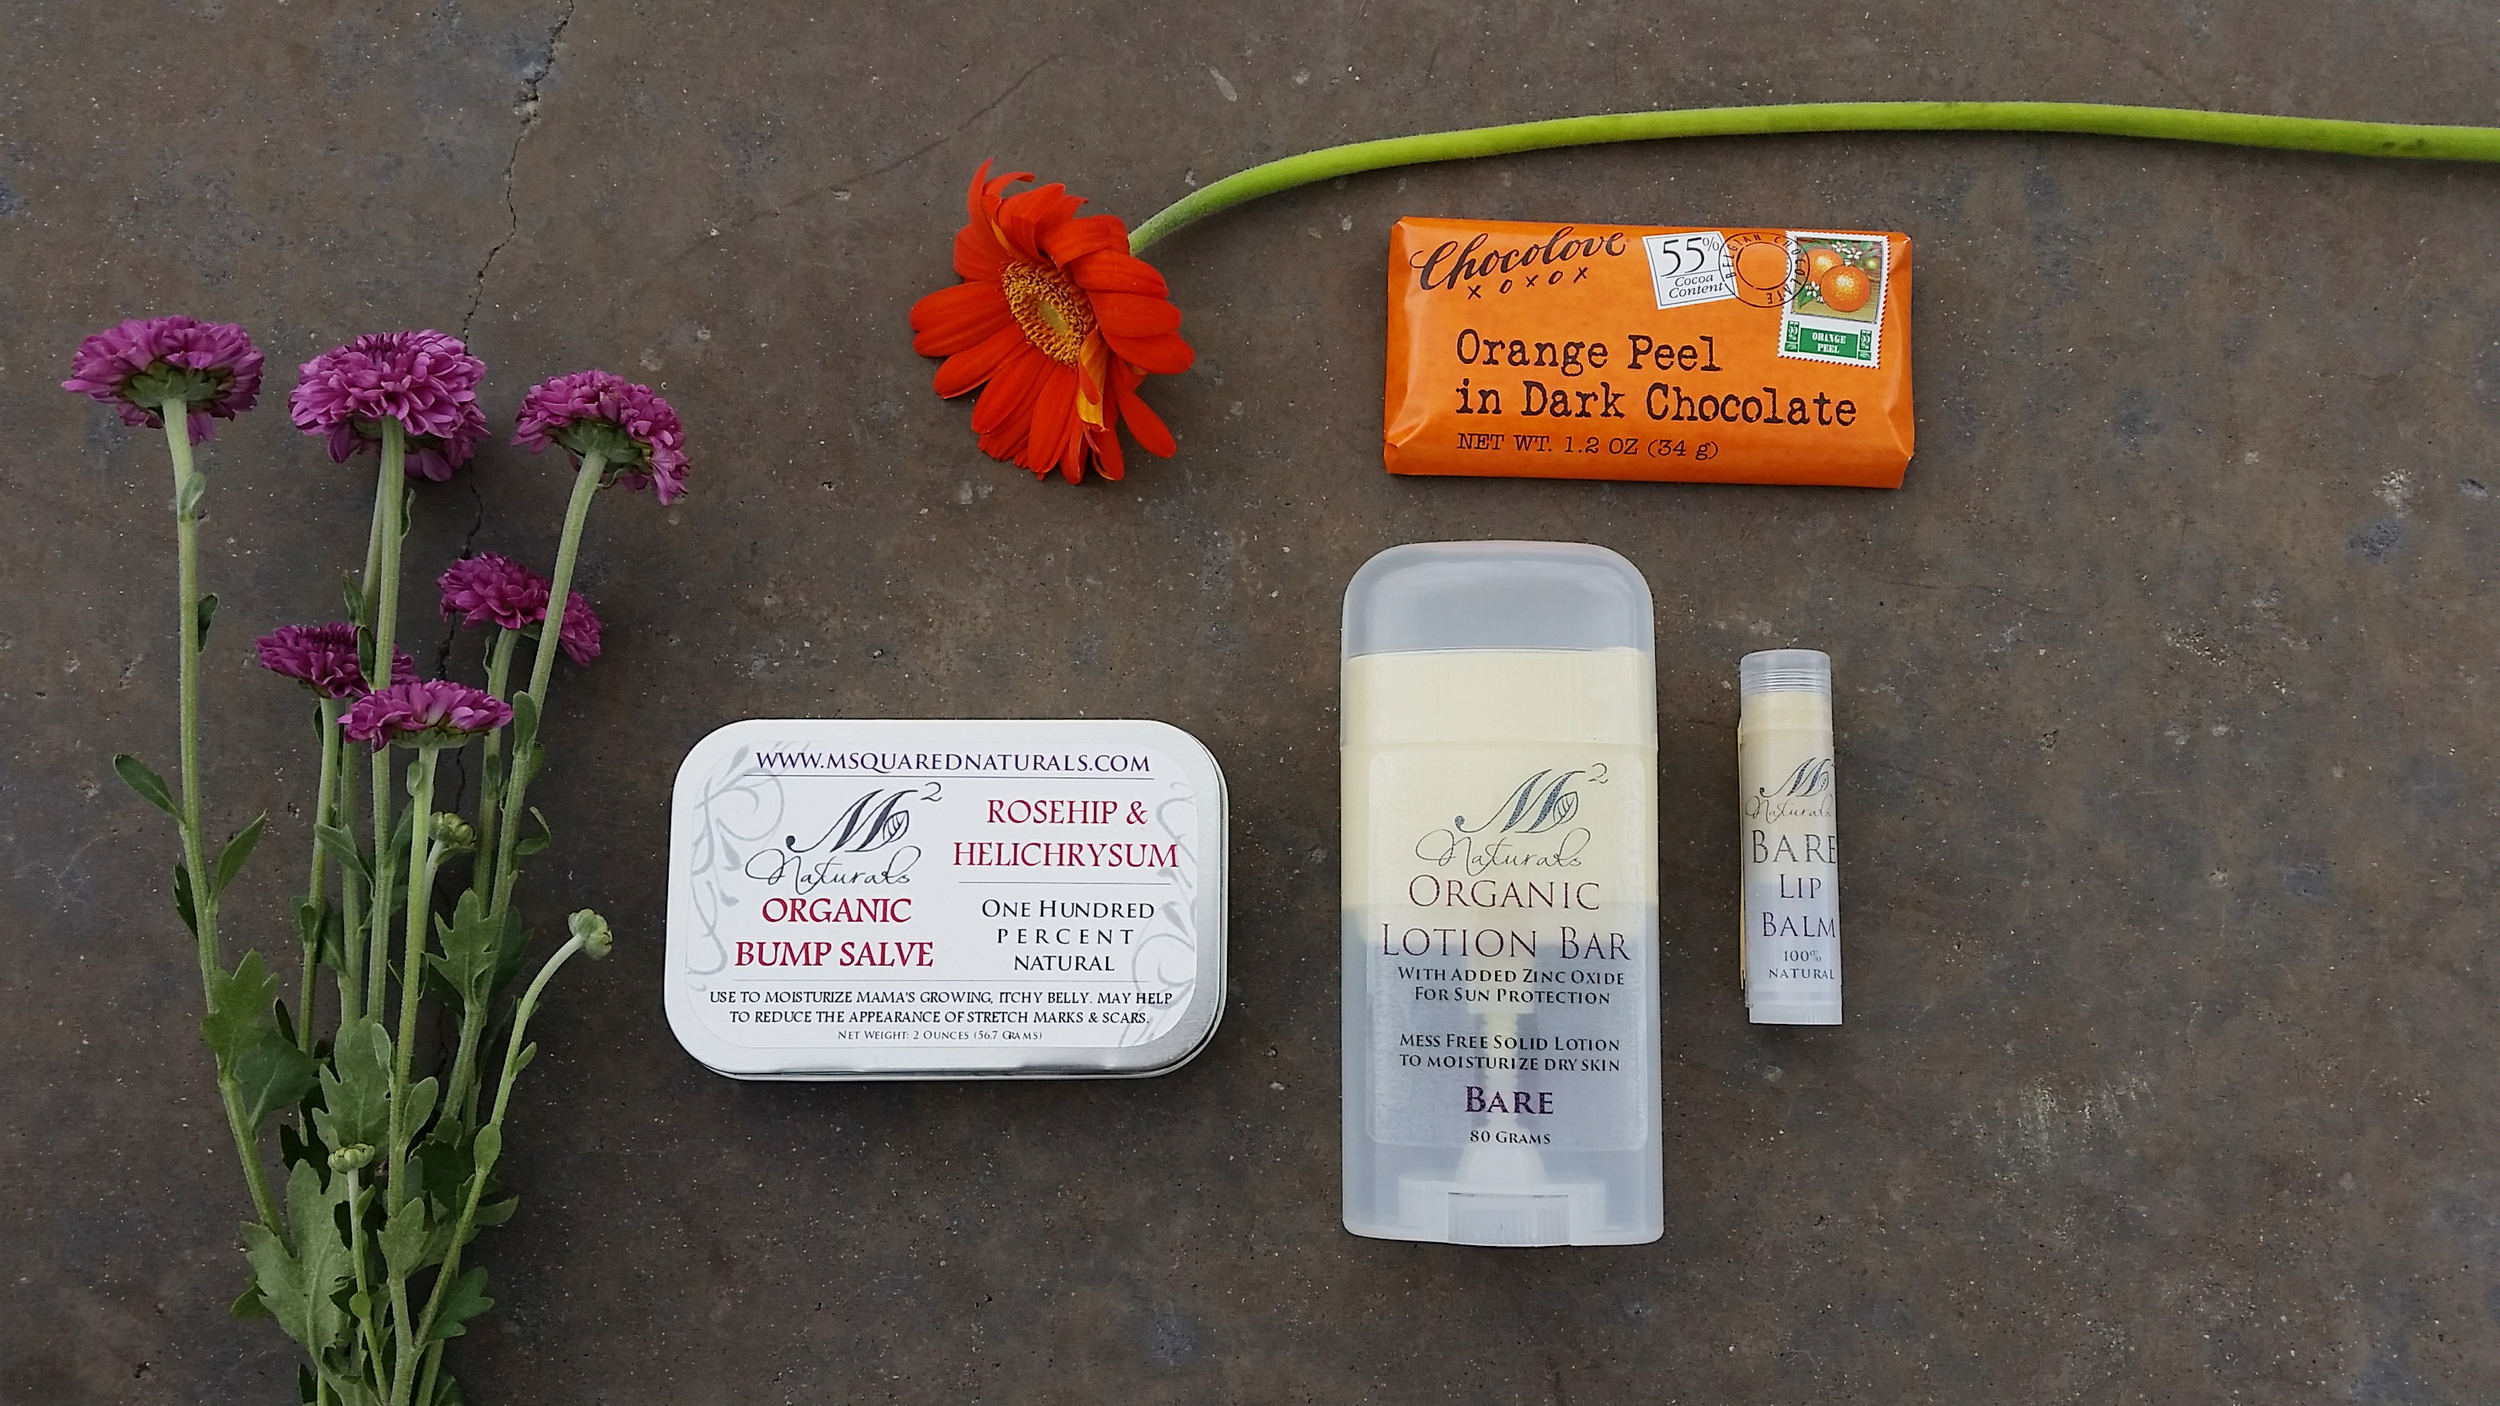 Chocolove
XOXOX
55%
Cocoa
Content
BELGIAN CHOCOLATE
ORANGE
PEEL
Orange Peel
in Dark Chocolate
NET WT. 1.2 OZ (34 g)
WWW.MSQUAREDNATURALS.COM
M2
Naturals
ORGANIC
BUMP SALVE
ROSEHIP &
HELICHRYSUM
ONE HUNDRED
PERCENT
NATURAL
USE TO MOISTURIZE MAMA'S GROWING, ITCHY BELLY. MAY HELP
TO REDUCE THE APPEARANCE OF STRETCH MARKS & SCARS.
NET WEIGHT: 2 OUNCES (56.7 GRAMS)
M2
Naturals
ORGANIC
LOTION BAR
WITH ADDED ZINC OXIDE
FOR SUN PROTECTION
MESS FREE SOLID LOTION
TO MOISTURIZE DRY SKIN
BARE
80 GRAMS
M
Naturals
BARE
LIP
BALM
100%
NATURAL